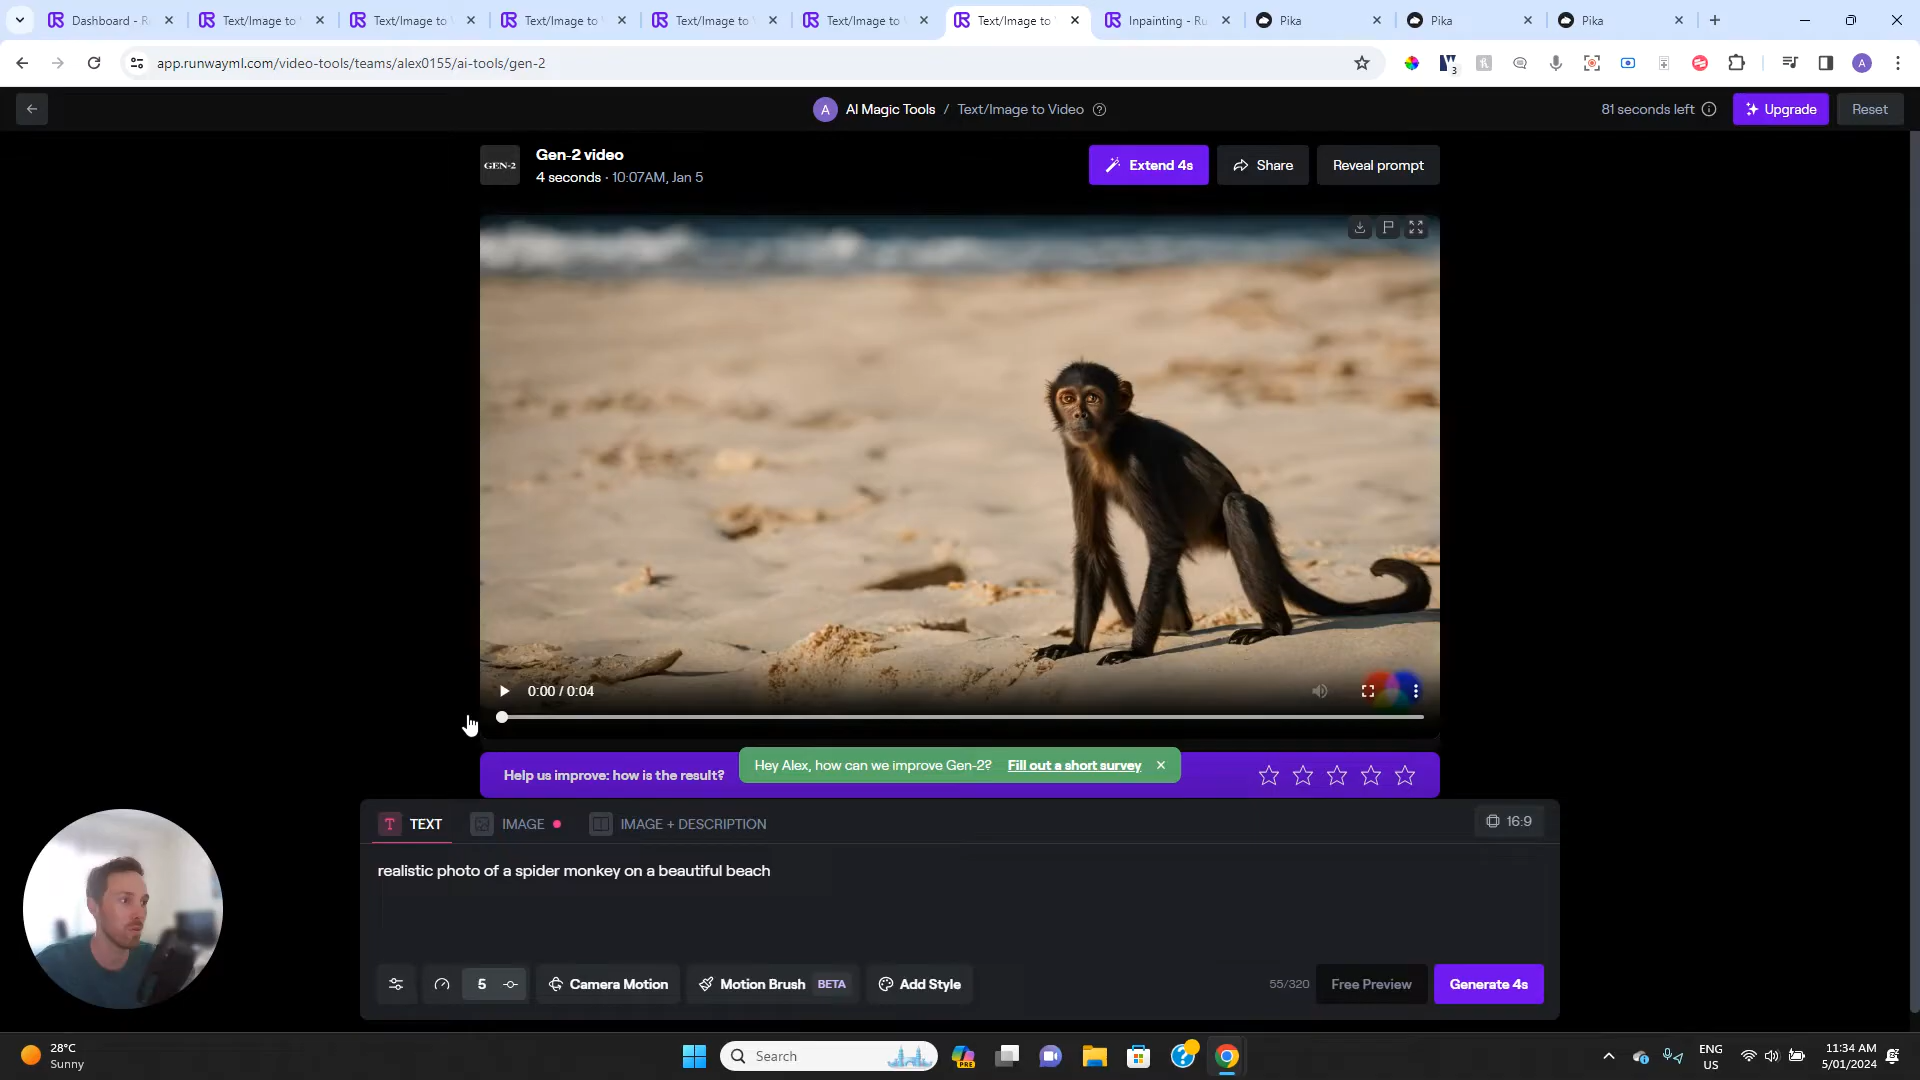 Dashboard - R
Text/Image to
Text/Image to
Text/Image to
Text/Image to
Text/Image to
Text/Image to
Inpainting - Ru
Pika
Pika
Pika
app.runwayml.com/video-tools/teams/alex0155/ai-tools/gen-2
3
A
A AI Magic Tools / Text/Image to Video
81 seconds left
Upgrade
Reset
GEN-2
Gen-2 video
4 seconds · 10:07AM, Jan 5
Extend 4s
Share
Reveal prompt
0:00 / 0:04
Help us improve: how is the result?
Hey Alex, how can we improve Gen-2? Fill out a short survey
T TEXT
IMAGE
IMAGE + DESCRIPTION
16:9
realistic photo of a spider monkey on a beautiful beach
5
Camera Motion
Motion Brush BETA
Add Style
55/320
Free Preview
Generate 4s
28°C
Sunny
Search
PRE
ENG
US
11:34 AM
5/01/2024